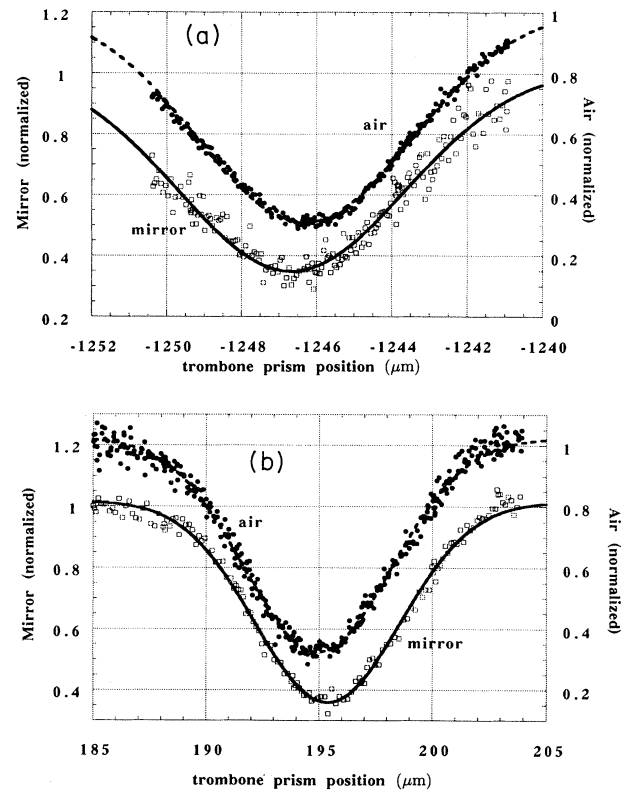 (a)
1.2
1
0.8
0.6
0.4
0.2
Mirror (normalized)
air
mirror
1
0.8
0.6
0.4
0.2
0
Air (normalized)
-1252 -1250 -1248 -1246 -1244 -1242 -1240
trombone prism position (μm)
(b)
1.2
1
0.8
0.6
0.4
Mirror (normalized)
air
mirror
1
0.8
0.6
0.4
0.2
Air (normalized)
185 190 195 200 205
trombone prism position (μm)